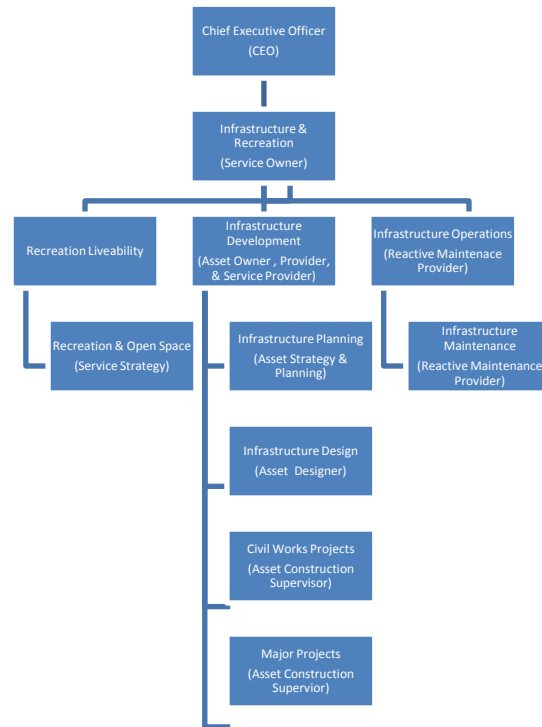 Chief Executive Officer
(CEO)
Infrastructure &
Recreation
(Service Owner)
Recreation Liveability
Infrastructure
Development
(Asset Owner , Provider,
& Service Provider)
Infrastructure Operations
(Reactive Maintenace
Provider)
Recreation & Open Space
(Service Strategy)
Infrastructure Planning
(Asset Strategy &
Planning)
Infrastructure
Maintenance
(Reactive Maintenance
Provider)
Infrastructure Design
(Asset  Designer)
Civil Works Projects
(Asset Construction
Supervisor)
Major Projects
(Asset Construction
Supervior)